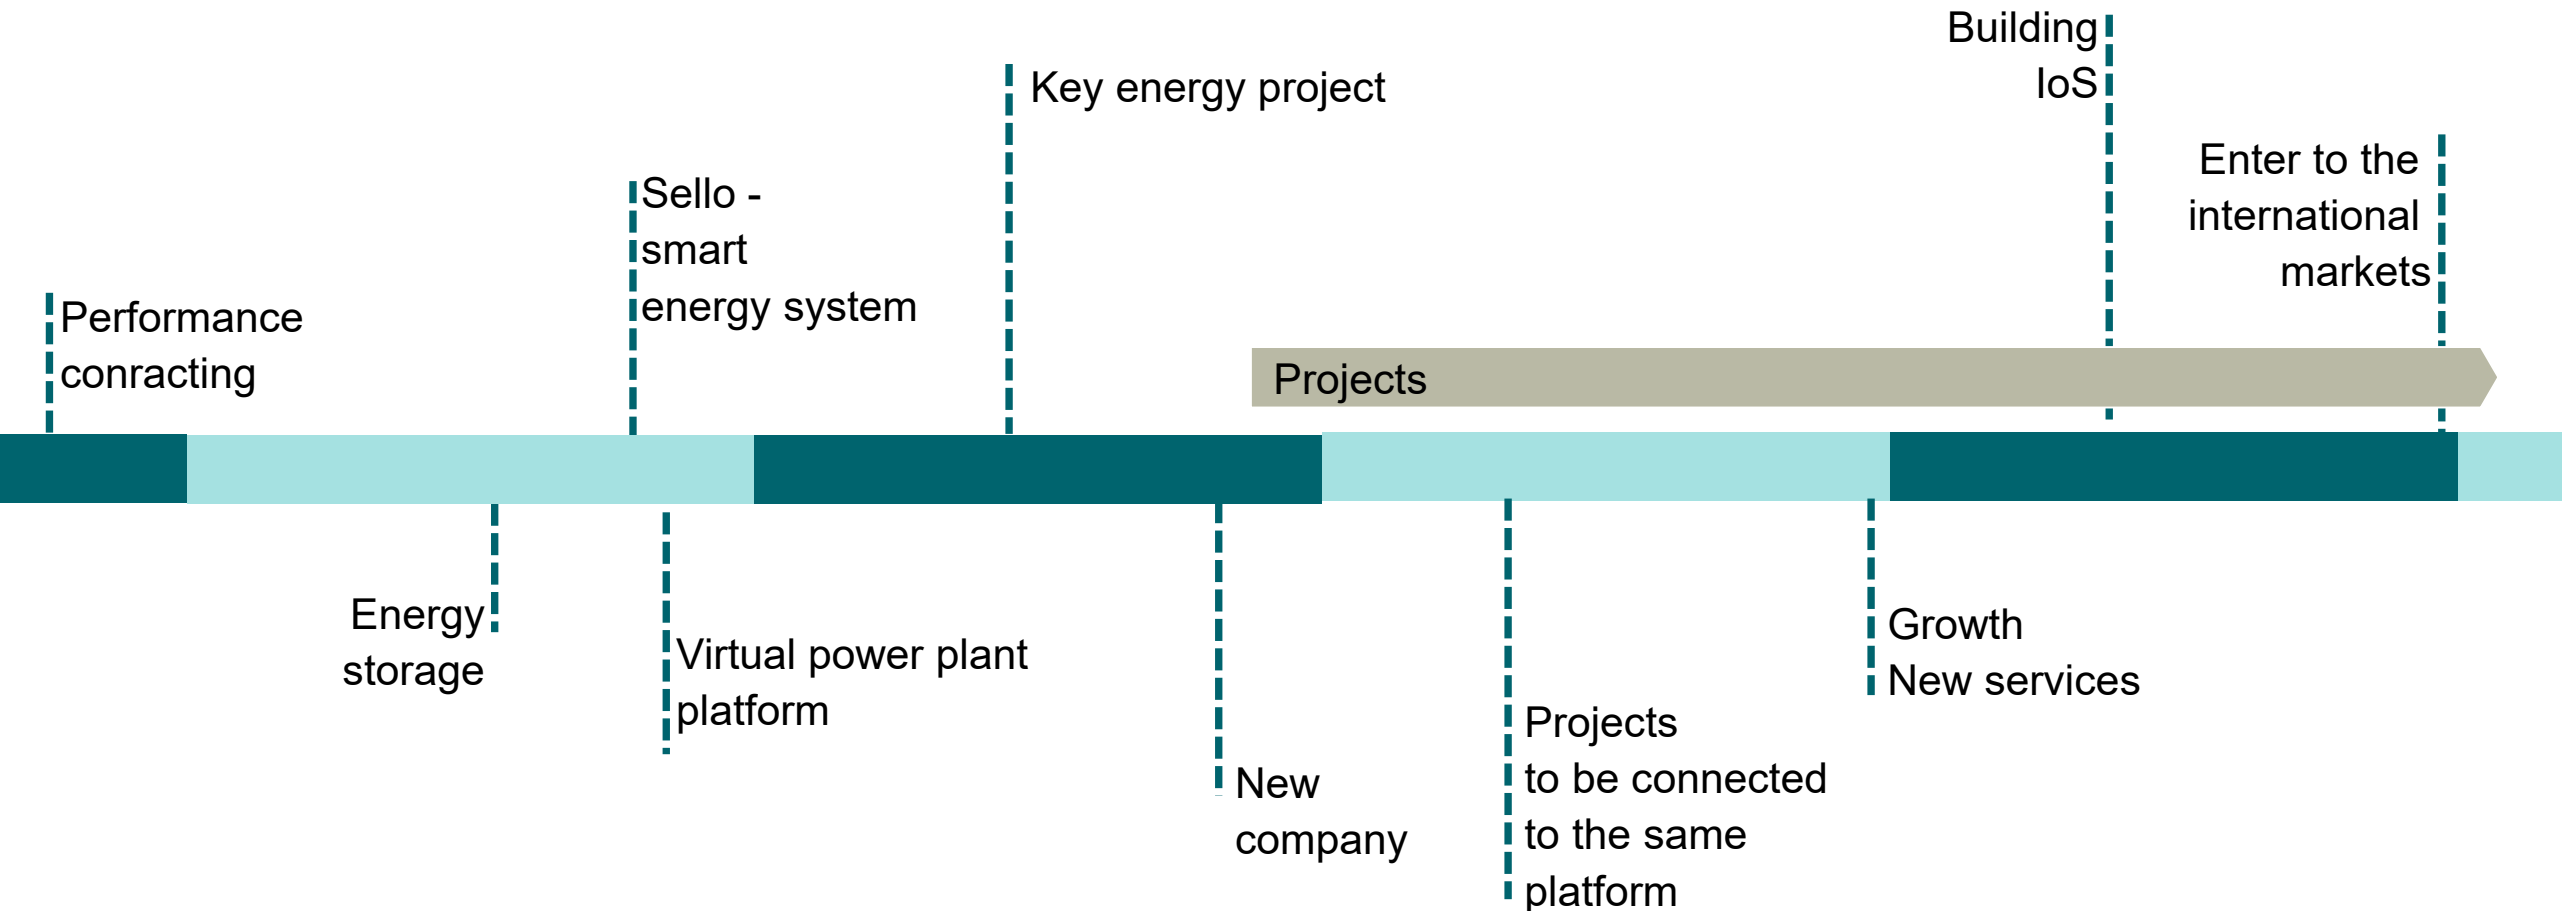 Building
IoS
Key energy project
Enter to the
international
markets
Sello -
smart
energy system
Performance
conracting
Projects
Energy
storage
Virtual power plant
platform
Growth
New services
New
company
Projects
to be connected
to the same
platform